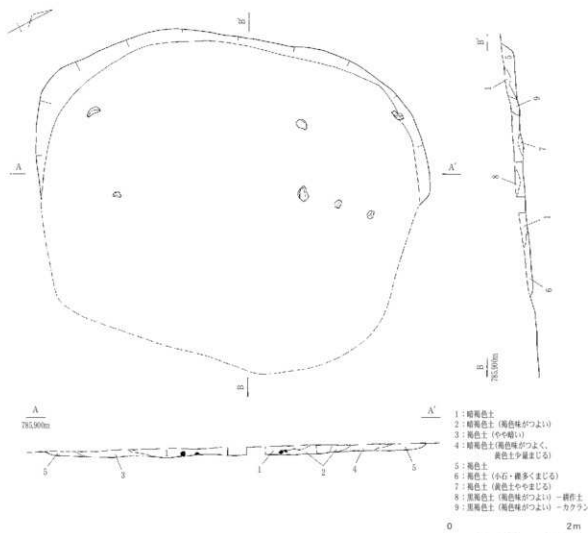 B'
A
A'
B
B'
5
1
9
7
8
1
6
B
785.900m
A
785.900m
A'
5
3
1
2
4
5
1：暗褐色土
2：暗褐色土（褐色味がつよい）
3：褐色土（やや暗い）
4：暗褐色土（褐色味がつよく、
黄色土少量まじる）
5：褐色土
6：褐色土（小石・礫多くまじる）
7：褐色土（黄色土ややまじる）
8：黒褐色土（褐色味がつよい）－耕作土
9：黒褐色土（褐色味がつよい）－カクラン
0 2m